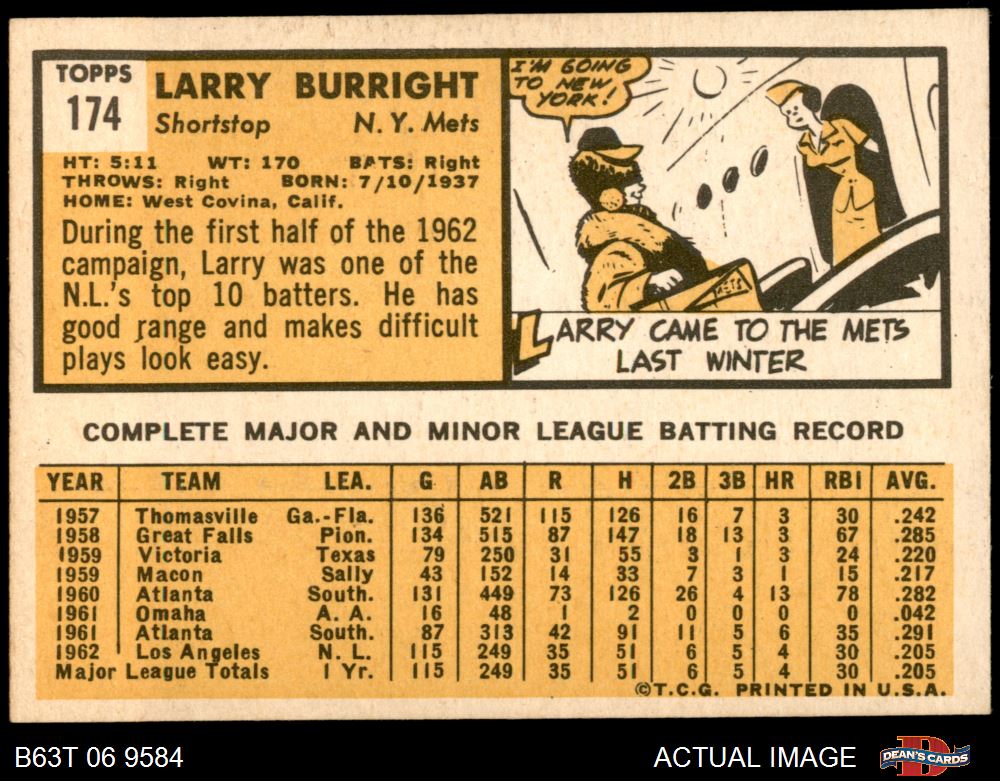 TOPPS
174
LARRY BURRIGHT
Shortstop N. Y. Mets
HT: 5:11 WT: 170 BATS: Right
THROWS: Right BORN: 7/10/1937
HOME: West Covina, Calif.
During the first half of the 1962
campaign, Larry was one of the
N.L.'s top 10 batters. He has
good range and makes difficult
plays look easy.
I'M GOING
TO NEW
YORK!
METS
LARRY CAME TO THE METS
LAST WINTER
COMPLETE MAJOR AND MINOR LEAGUE BATTING RECORD
YEAR TEAM LEA. G AB R H 2B 3B HR RBI AVG.
1957 Thomasville Ga.-Fla. 136 521 115 126 16 7 3 30 .242
1958 Great Falls Pion. 134 515 87 147 18 13 3 67 .285
1959 Victoria Texas 79 250 31 55 3 1 3 24 .220
1959 Macon Sally 43 152 14 33 7 3 1 15 .217
1960 Atlanta South. 131 449 73 126 26 4 13 78 .282
1961 Omaha A. A. 16 48 1 2 0 0 0 0 .042
1961 Atlanta South. 87 313 42 91 11 5 6 35 .291
1962 Los Angeles N. L. 115 249 35 51 6 5 4 30 .205
Major League Totals 1 Yr. 115 249 35 51 6 5 4 30 .205
©T.C.G. PRINTED IN U.S.A.
B63T 06 9584 ACTUAL IMAGE DEAN'S CARDS